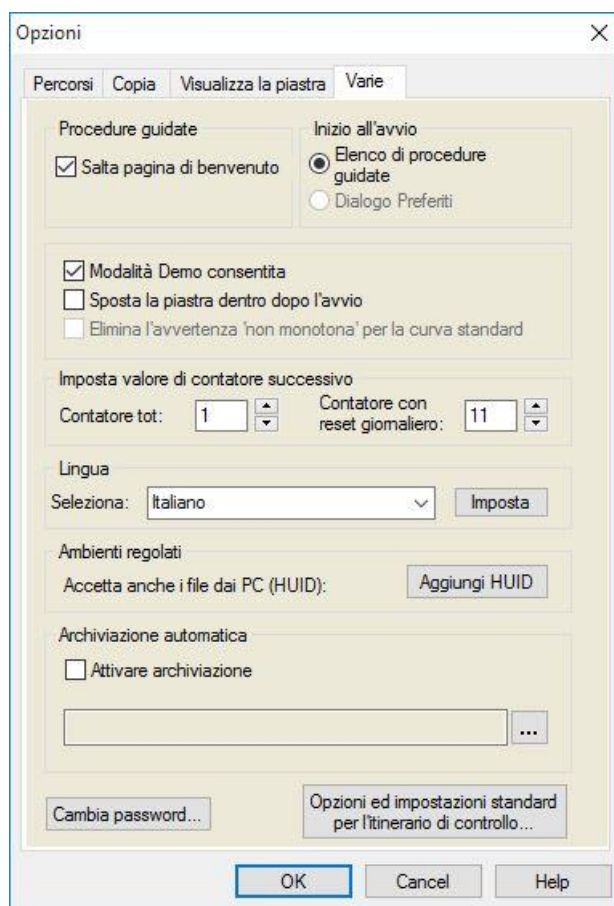 Opzioni
Percorsi Copia Visualizza la piastra Varie
Procedure guidate
Salta pagina di benvenuto
Inizio all'avvio
Elenco di procedure
guidate
Dialogo Preferiti
Modalità Demo consentita
Sposta la piastra dentro dopo l'avvio
Elimina l'avvertenza 'non monotona' per la curva standard
Imposta valore di contatore successivo
Contatore tot: 1
Contatore con
reset giornaliero: 11
Lingua
Seleziona: Italiano Imposta
Ambienti regolati
Accetta anche i file dai PC (HUID): Aggiungi HUID
Archiviazione automatica
Attivare archiviazione
...
Cambia password...
Opzioni ed impostazioni standard
per l'itinerario di controllo...
OK Cancel Help